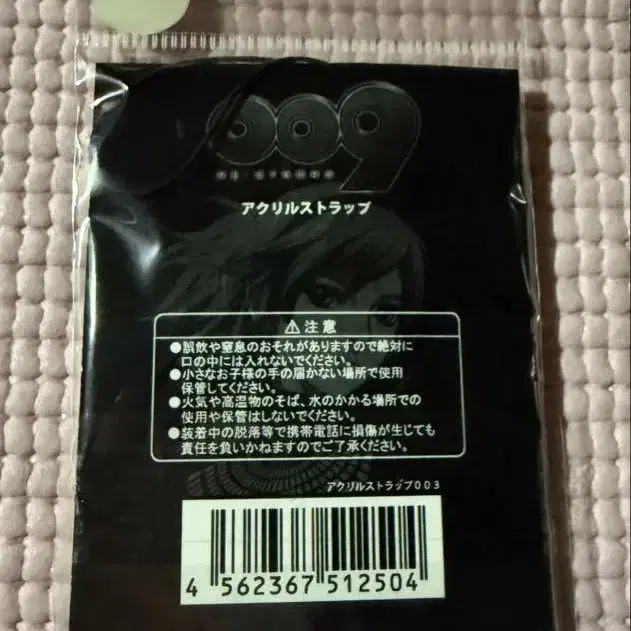 009
RE:CYBORG
アクリルストラップ
⚠注意
●誤飲や窒息のおそれがありますので絶対に
口の中には入れないでください。
●小さなお子様の手の届かない場所で使用
保管してください。
●火気や高温物のそば、水のかかる場所での
使用や保管はしないでください。
●装着中の脱落等で携帯電話に損傷が生じても
責任を負いかねますのでご了承ください。
アクリルストラップ003
4 562367 512504